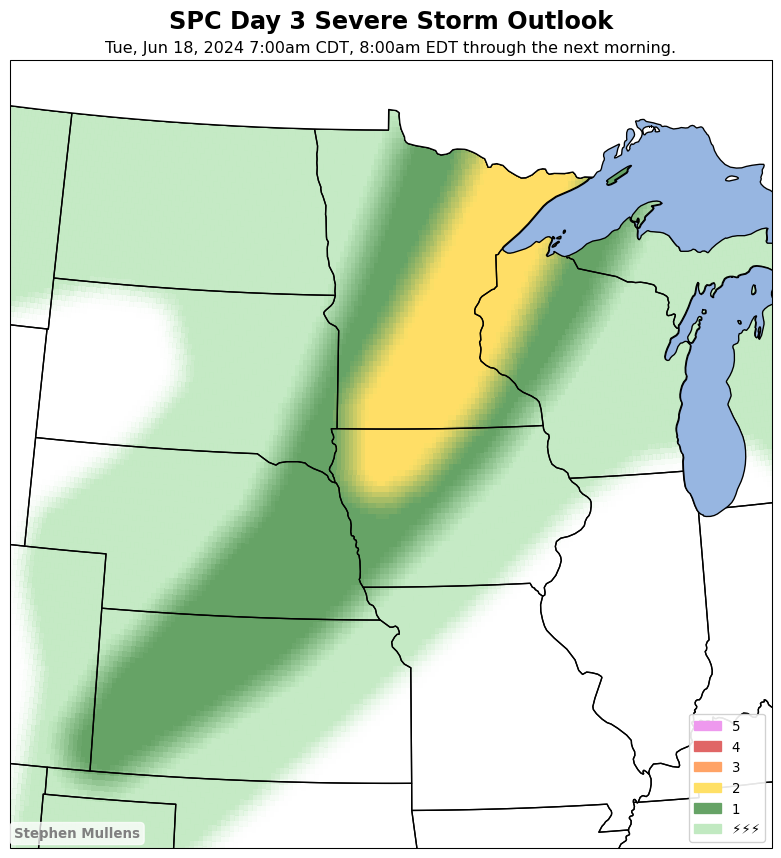 SPC Day 3 Severe Storm Outlook
Tue, Jun 18, 2024 7:00am CDT, 8:00am EDT through the next morning.
5
4
3
2
1
⚡⚡⚡
Stephen Mullens